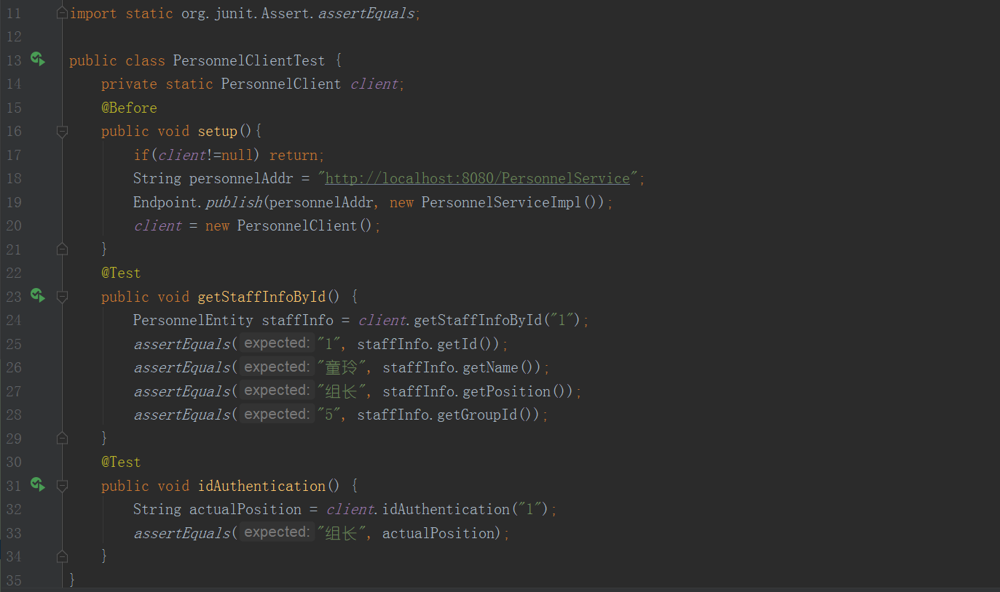 11 import static org.junit.Assert.assertEquals;
12
13 public class PersonnelClientTest {
14 private static PersonnelClient client;
15 @Before
16 public void setup(){
17 if(client!=null) return;
18 String personnelAddr = "http://localhost:8080/PersonnelService";
19 Endpoint.publish(personnelAddr, new PersonnelServiceImpl());
20 client = new PersonnelClient();
21 }
22 @Test
23 public void getStaffInfoById() {
24 PersonnelEntity staffInfo = client.getStaffInfoById("1");
25 assertEquals( expected: "1", staffInfo.getId());
26 assertEquals( expected: "童玲", staffInfo.getName());
27 assertEquals( expected: "组长", staffInfo.getPosition());
28 assertEquals( expected: "5", staffInfo.getGroupId());
29 }
30 @Test
31 public void idAuthentication() {
32 String actualPosition = client.idAuthentication("1");
33 assertEquals( expected: "组长", actualPosition);
34 }
35 }